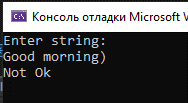 Консоль отладки Microsoft V
Enter string:
Good morning)
Not Ok